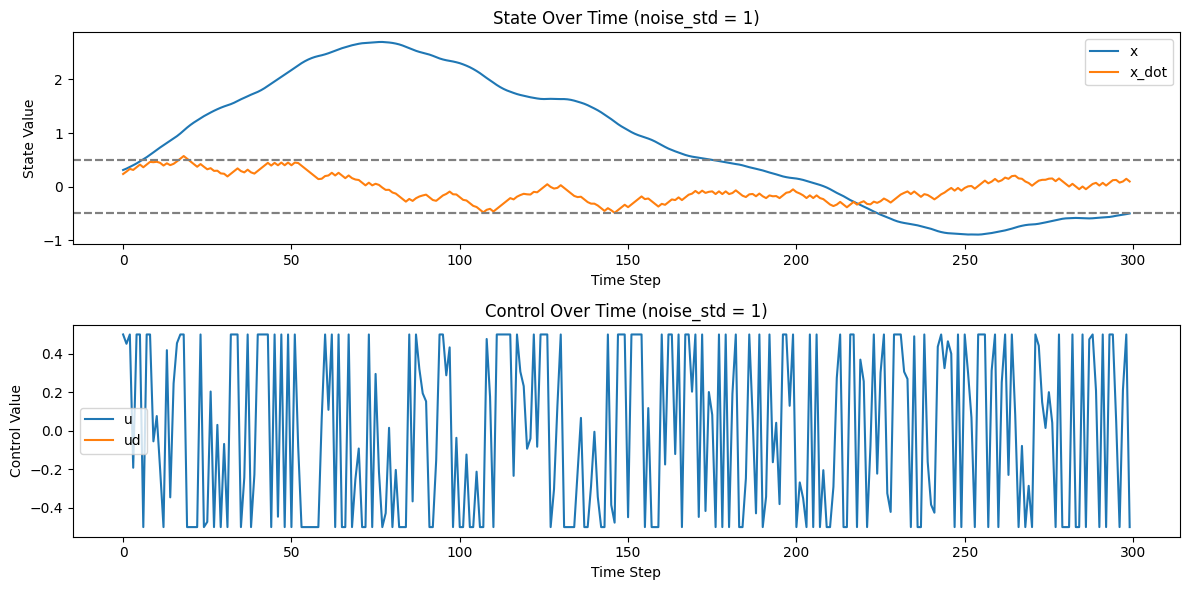 State Over Time (noise_std = 1)
State Value
2
1
0
−1
x
x_dot
0
50
100
150
200
250
300
Time Step
Control Over Time (noise_std = 1)
Control Value
0.4
0.2
0.0
−0.2
−0.4
u
ud
0
50
100
150
200
250
300
Time Step